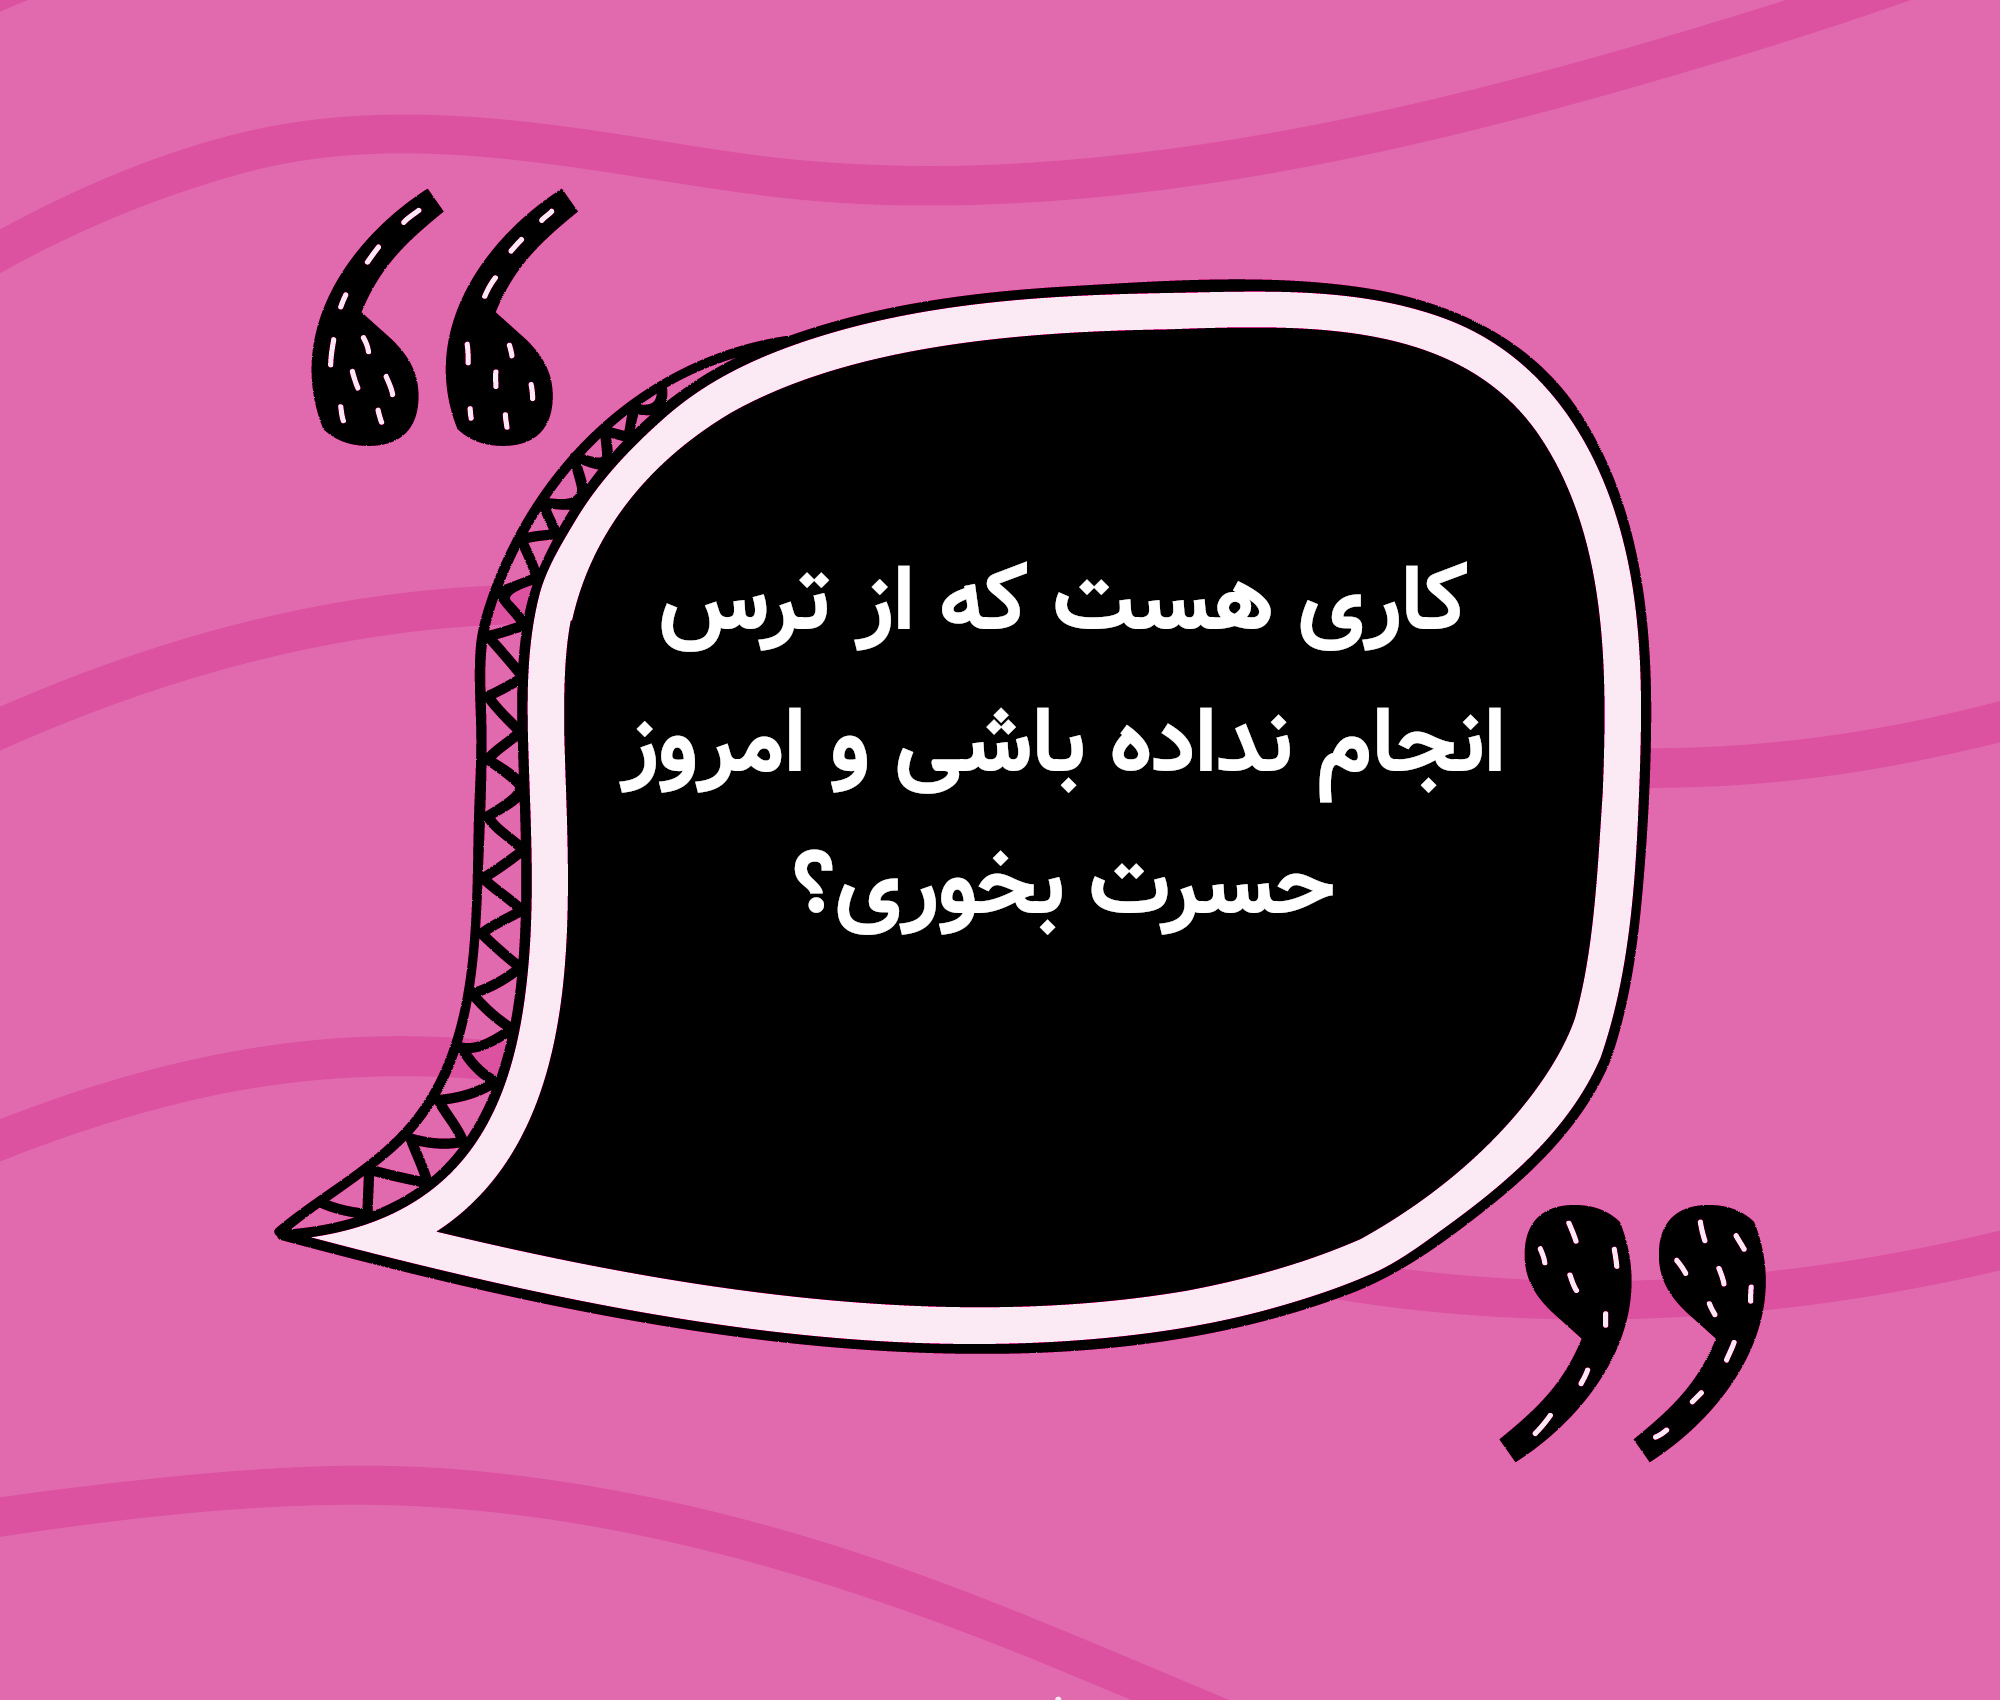 کاری هست که از ترس
انجام نداده باشی و امروز
حسرت بخوری؟